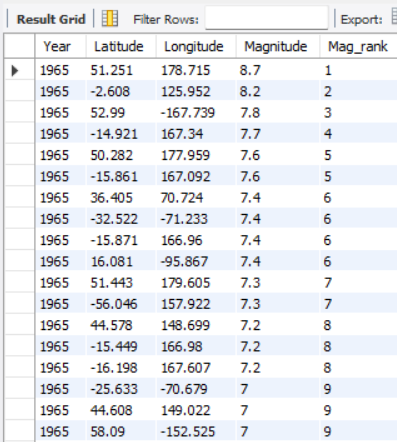 Result Grid Filter Rows: Export:
Year Latitude Longitude Magnitude Mag_rank
1965 51.251 178.715 8.7 1
1965 -2.608 125.952 8.2 2
1965 52.99 -167.739 7.8 3
1965 -14.921 167.34 7.7 4
1965 50.282 177.959 7.6 5
1965 -15.861 167.092 7.6 5
1965 36.405 70.724 7.4 6
1965 -32.522 -71.233 7.4 6
1965 -15.871 166.96 7.4 6
1965 16.081 -95.867 7.4 6
1965 51.443 179.605 7.3 7
1965 -56.046 157.922 7.3 7
1965 44.578 148.699 7.2 8
1965 -15.449 166.98 7.2 8
1965 -16.198 167.607 7.2 8
1965 -25.633 -70.679 7 9
1965 44.608 149.022 7 9
1965 58.09 -152.525 7 9